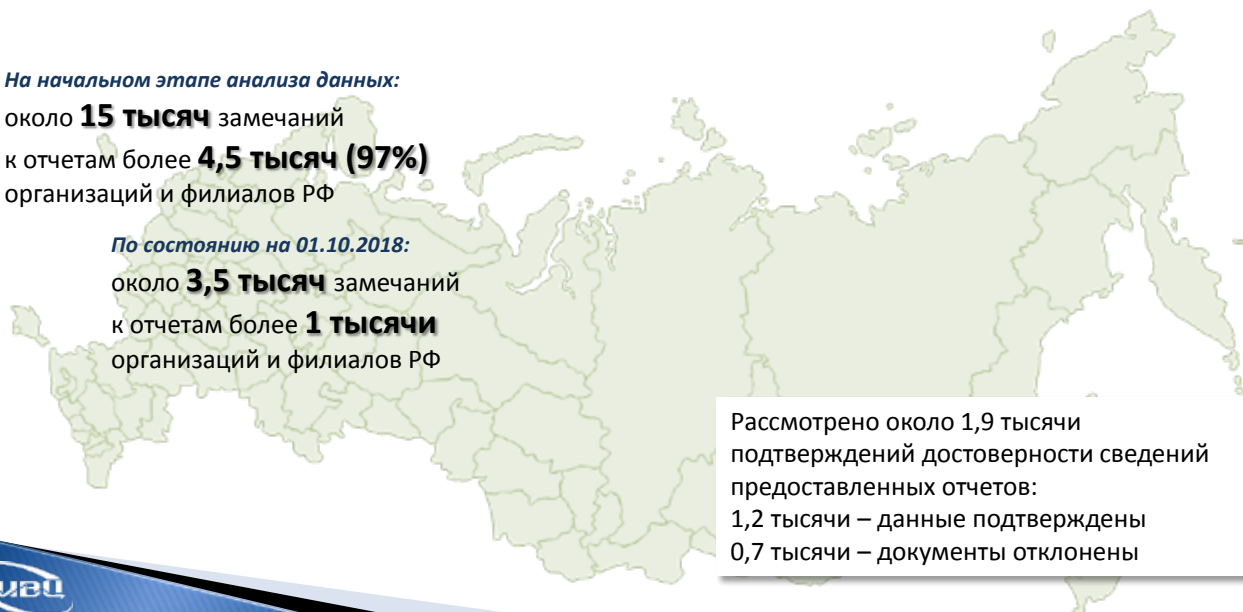 На начальном этапе анализа данных:
около 15 тысяч замечаний
к отчетам более 4,5 тысяч (97%)
организаций и филиалов РФ
По состоянию на 01.10.2018:
около 3,5 тысяч замечаний
к отчетам более 1 тысячи
организаций и филиалов РФ
Рассмотрено около 1,9 тысячи
подтверждений достоверности сведений
предоставленных отчетов:
1,2 тысячи – данные подтверждены
0,7 тысячи – документы отклонены